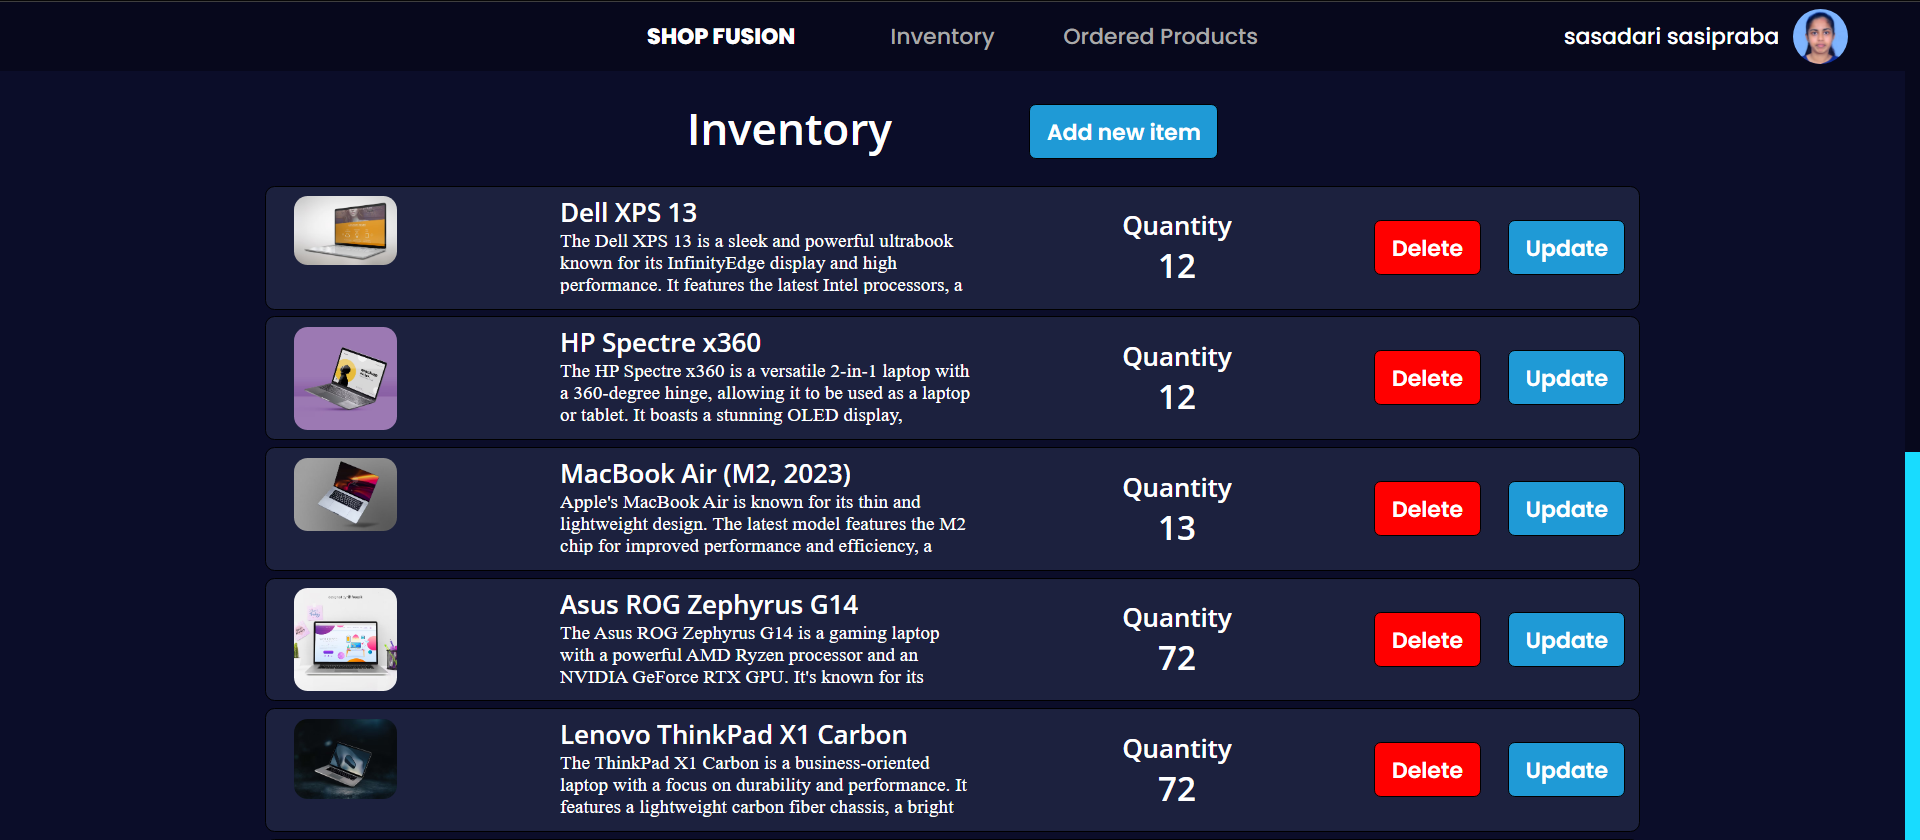 SHOP FUSION
Inventory
Ordered Products
sasadari sasipraba
Inventory
Add new item
Dell XPS 13
The Dell XPS 13 is a sleek and powerful ultrabook
known for its InfinityEdge display and high
performance. It features the latest Intel processors, a
Quantity
12
Delete
Update
HP Spectre x360
The HP Spectre x360 is a versatile 2-in-1 laptop with
a 360-degree hinge, allowing it to be used as a laptop
or tablet. It boasts a stunning OLED display,
Quantity
12
Delete
Update
MacBook Air (M2, 2023)
Apple's MacBook Air is known for its thin and
lightweight design. The latest model features the M2
chip for improved performance and efficiency, a
Quantity
13
Delete
Update
Asus ROG Zephyrus G14
The Asus ROG Zephyrus G14 is a gaming laptop
with a powerful AMD Ryzen processor and an
NVIDIA GeForce RTX GPU. It's known for its
Quantity
72
Delete
Update
Lenovo ThinkPad X1 Carbon
The ThinkPad X1 Carbon is a business-oriented
laptop with a focus on durability and performance. It
features a lightweight carbon fiber chassis, a bright
Quantity
72
Delete
Update